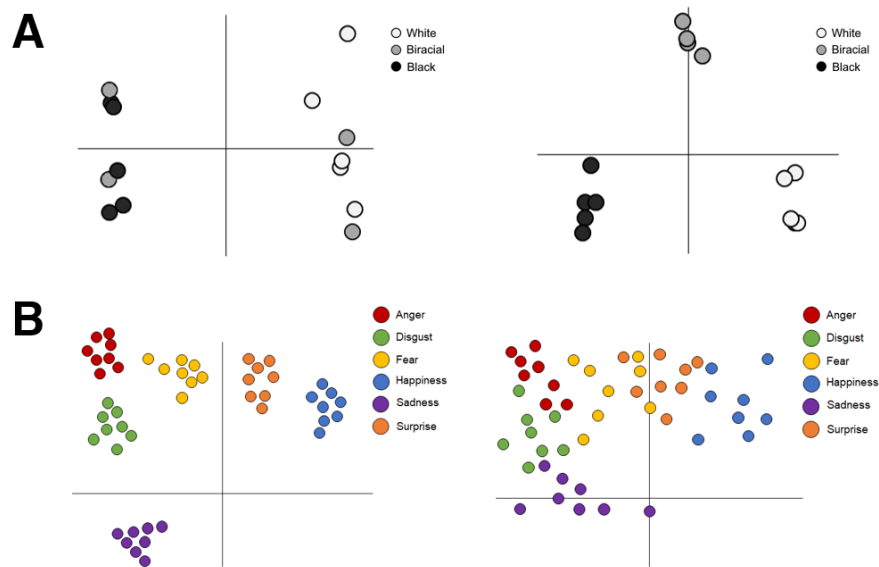 A
White
Biracial
Black
White
Biracial
Black
B
Anger
Disgust
Fear
Happiness
Sadness
Surprise
Anger
Disgust
Fear
Happiness
Sadness
Surprise